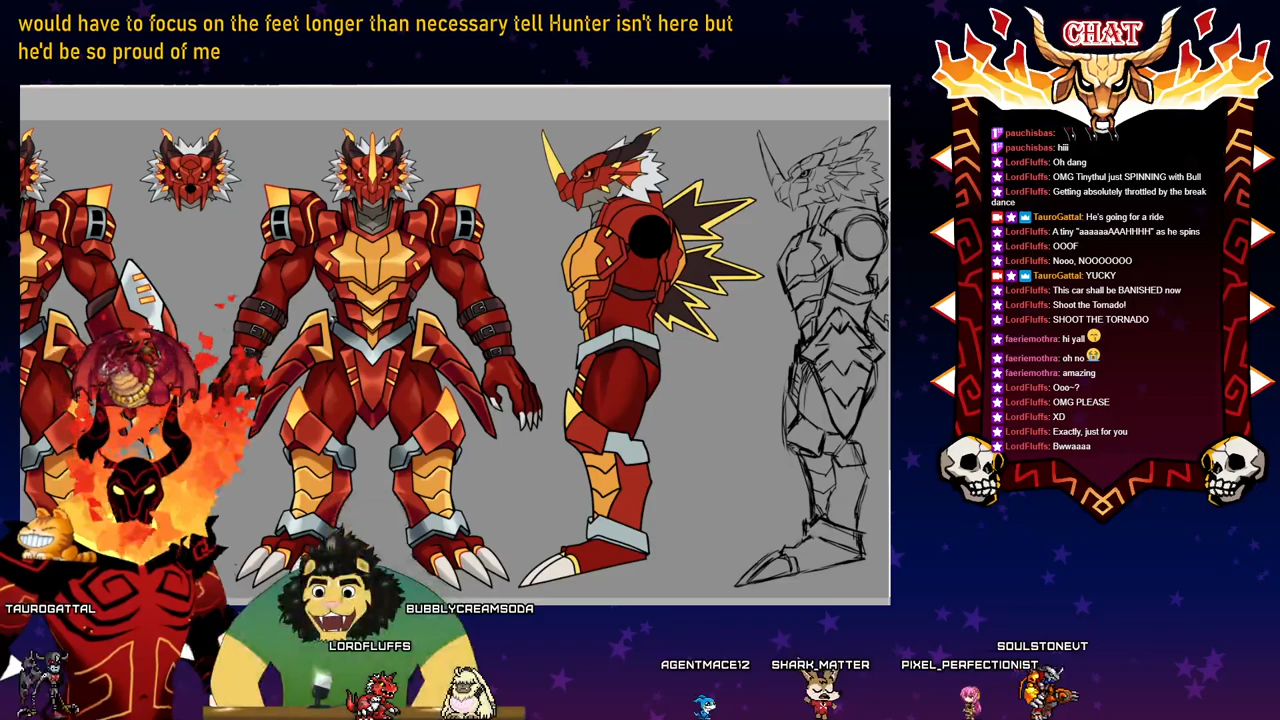 would have to focus on the feet longer than necessary tell Hunter isn't here but
he'd be so proud of me
CHAT
pauchisbas:
pauchisbas: hiii
LordFluffs: Oh dang
LordFluffs: OMG Tinythul just SPINNING with Bull
LordFluffs: Getting absolutely throttled by the break
dance
TauroGattal: He's going for a ride
LordFluffs: A tiny "aaaaaaAAAHHHH" as he spins
LordFluffs: OOOF
LordFluffs: Nooo, NOOOOOOO
TauroGattal: YUCKY
LordFluffs: This car shall be BANISHED now
LordFluffs: Shoot the Tornado!
LordFluffs: SHOOT THE TORNADO
faeriemothra: hi yall
faeriemothra: oh no
faeriemothra: amazing
LordFluffs: Ooo~?
LordFluffs: OMG PLEASE
LordFluffs: XD
LordFluffs: Exactly, just for you
LordFluffs: Bwwaaaa
TAUROGATTAL
BUBBLYCREAMSODA
LORDFLUFFS
SOULSTONEVT
AGENTMACE12
SHARK_MATTER
PIXEL_PERFECTIONIST